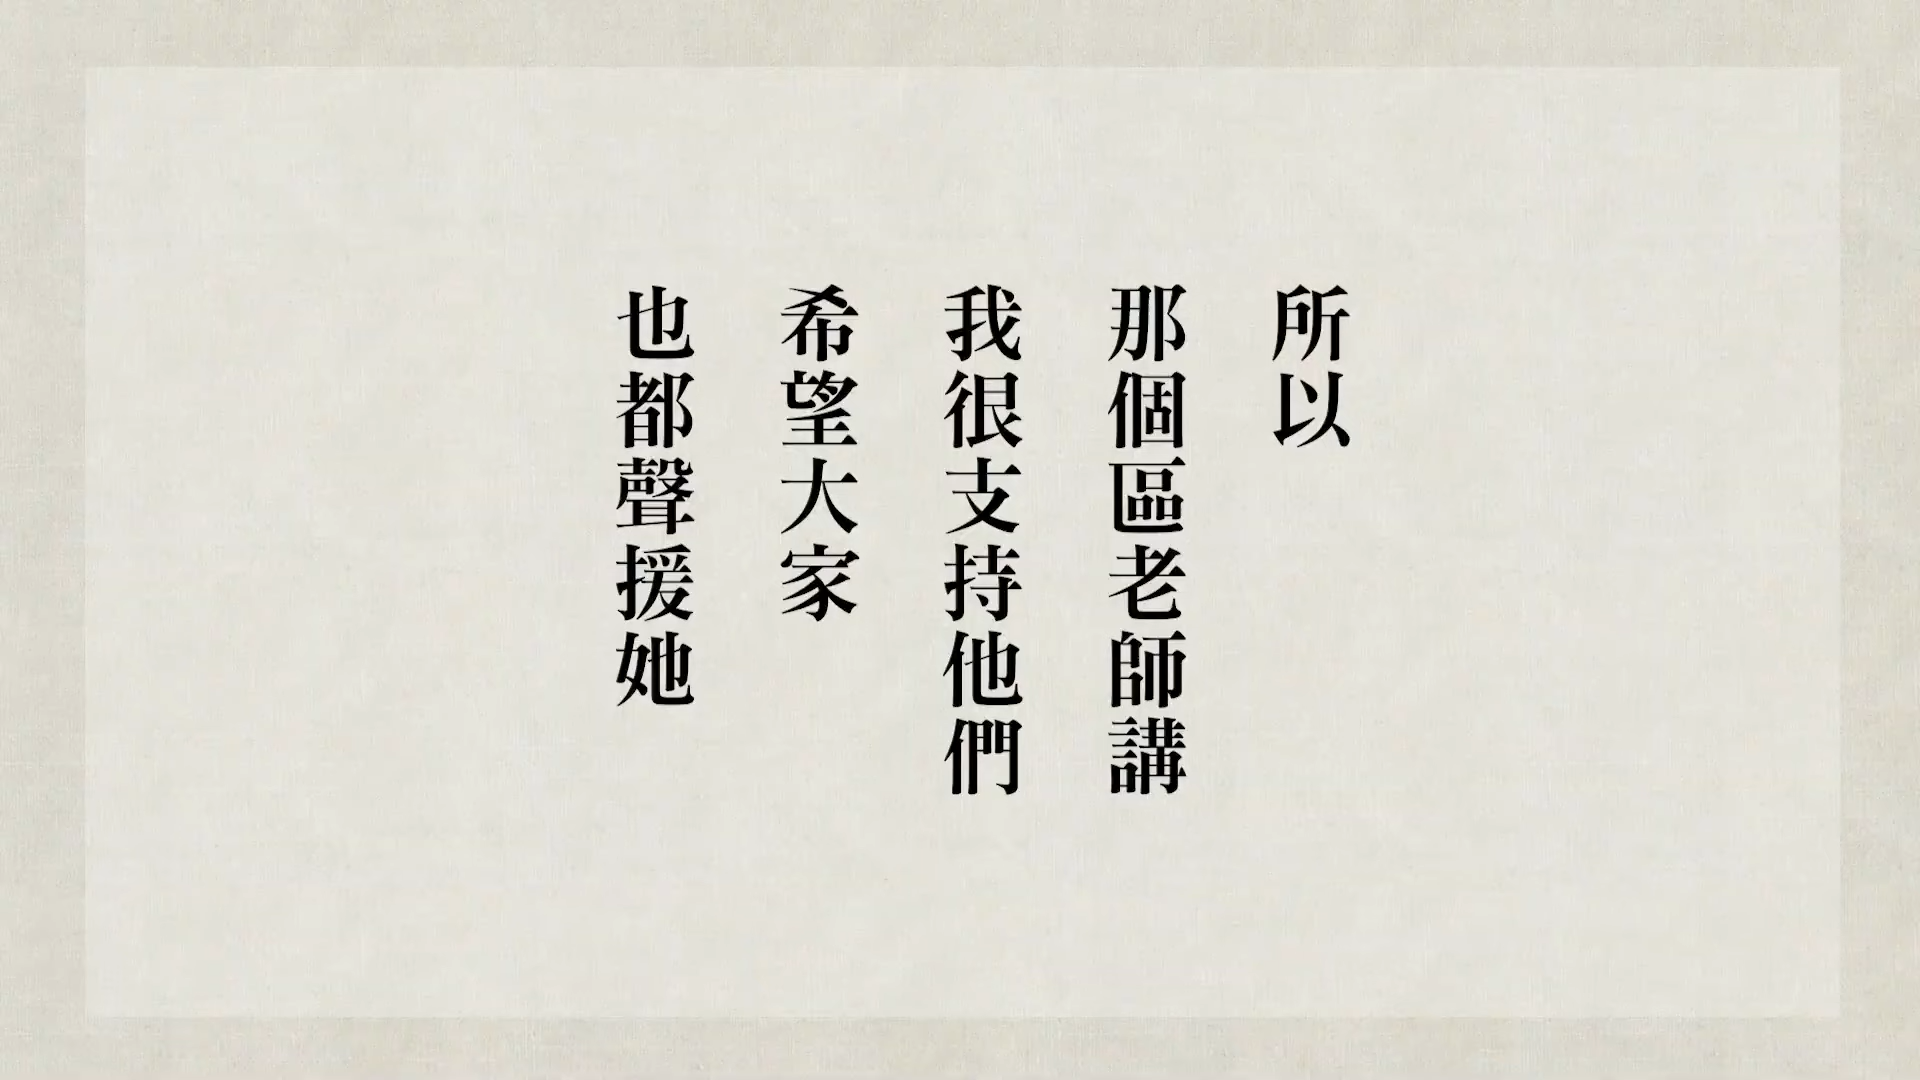 所以
那個區老師講
我很支持他們
希望大家
也都聲援她